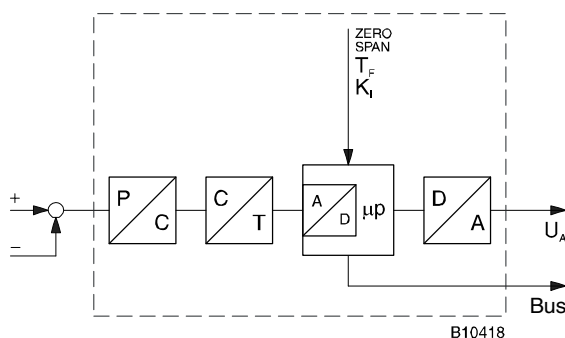 ZERO
SPAN
T_F
K_I
+
P
C
C
T
A
D
µp
D
A
−
U_A
Bus
B10418